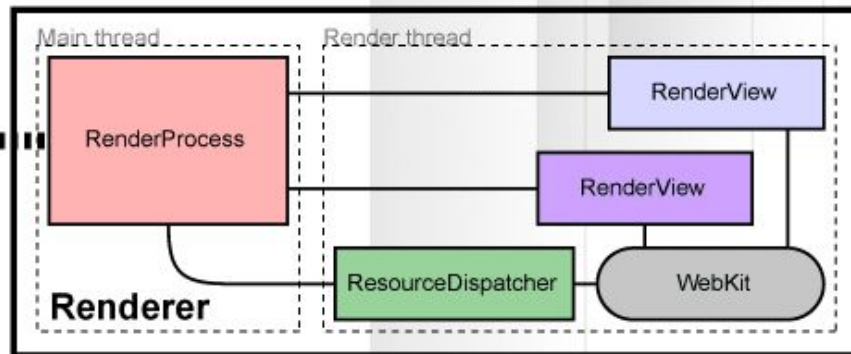 Main thread
Render thread
RenderView
RenderProcess
RenderView
ResourceDispatcher
WebKit
Renderer